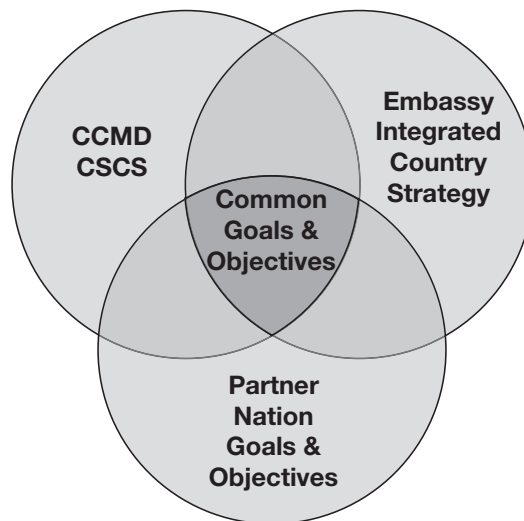 CCMD
CSCS
Embassy
Integrated
Country
Strategy
Common
Goals &
Objectives
Partner
Nation
Goals &
Objectives